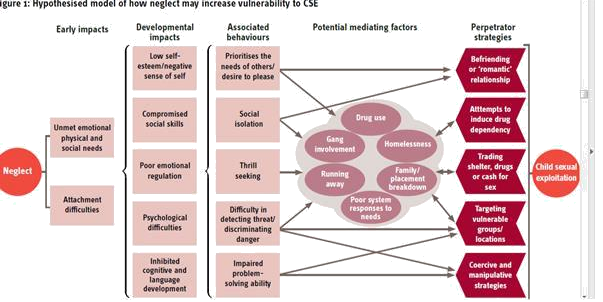 igure 1: Hypothesised model of how neglect may increase vulnerability to CSE
Early impacts
Developmental
impacts
Associated
behaviours
Potential mediating factors
Perpetrator
strategies
Neglect
Unmet emotional
physical and
social needs
Attachment
difficulties
Low self-
esteem/negative
sense of self
Compromised
social skills
Poor emotional
regulation
Psychological
difficulties
Inhibited
cognitive and
language
development
Prioritises the
needs of others/
desire to please
Social
isolation
Thrill
seeking
Difficulty in
detecting threat/
discriminating
danger
Impaired
problem-
solving ability
Drug use
Gang
involvement
Homelessness
Running
away
Family/
placement
breakdown
Poor system
responses to
needs
Befriending
or ‘romantic’
relationship
Atttempts to
induce drug
dependency
Trading
shelter, drugs
or cash for
sex
Targeting
vulnerable
groups/
locations
Coercive and
manipulative
strategies
Child sexual
exploitation